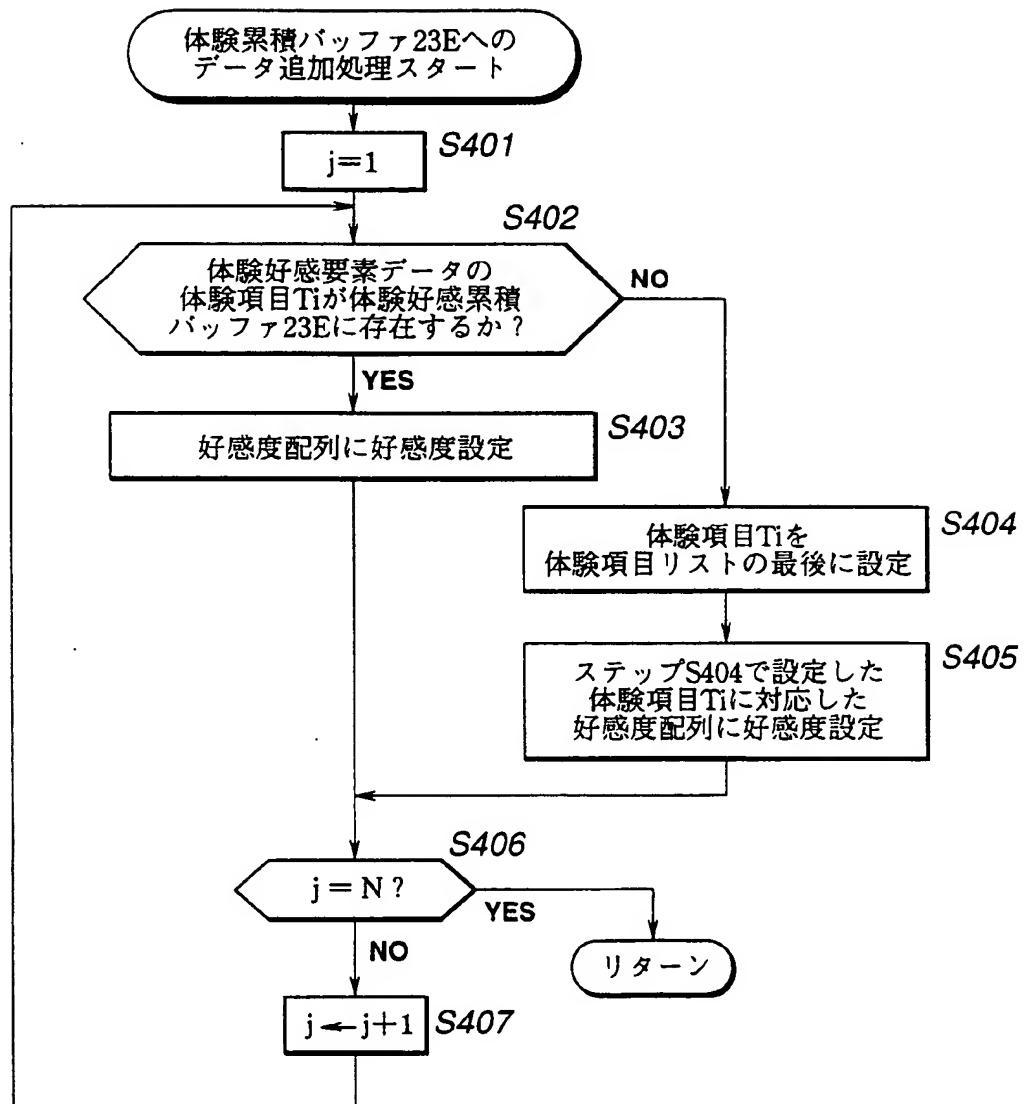 体験累積バッファ23Eへの
データ追加処理スタート
j=1
S401
S402
体験好感要素データの
体験項目Tiが体験好感累積
バッファ23Eに存在するか?
NO
YES
好感度配列に好感度設定
S403
体験項目Tiを
体験項目リストの最後に設定
S404
ステップS404で設定した
体験項目Tiに対応した
好感度配列に好感度設定
S405
S406
j = N ?
YES
NO
リターン
j←j+1
S407